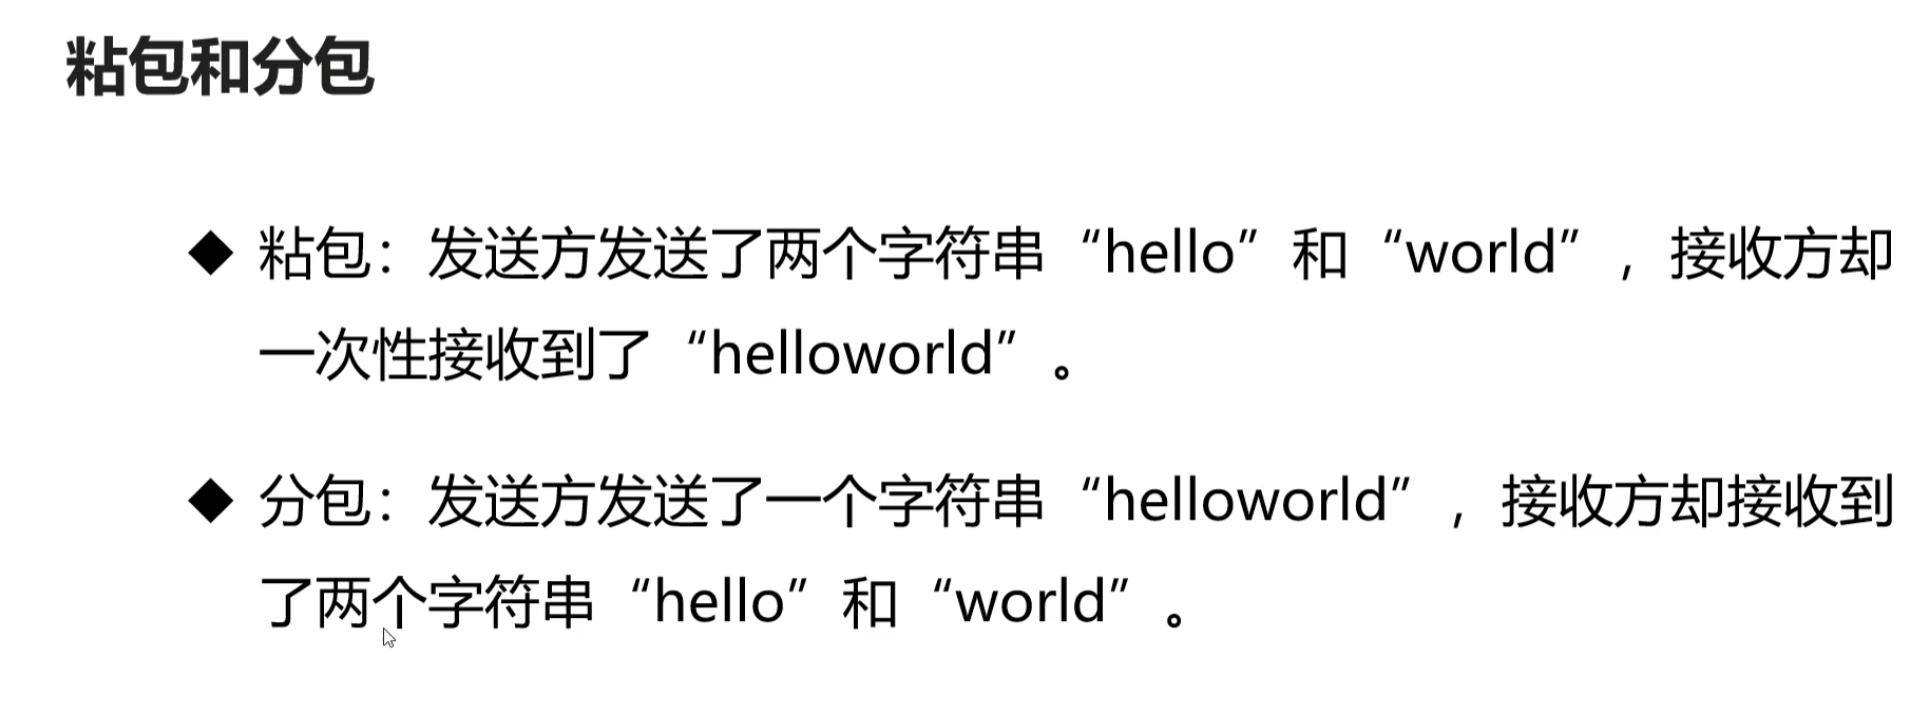 粘包和分包
◆ 粘包：发送方发送了两个字符串“hello”和“world”，接收方却
一次性接收到了“helloworld”。
◆ 分包：发送方发送了一个字符串“helloworld”，接收方却接收到
了两个字符串“hello”和“world”。